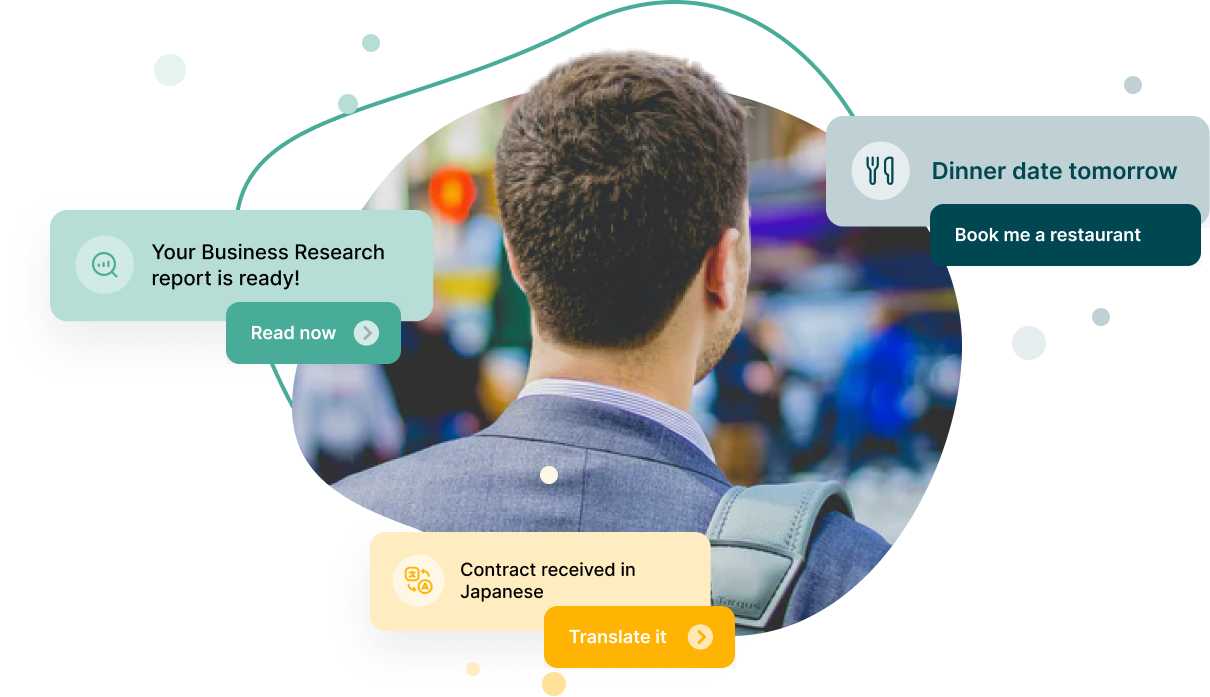 Dinner date tomorrow
Book me a restaurant
Your Business Research
report is ready!
Read now
Contract received in
Japanese
Translate it
Targus